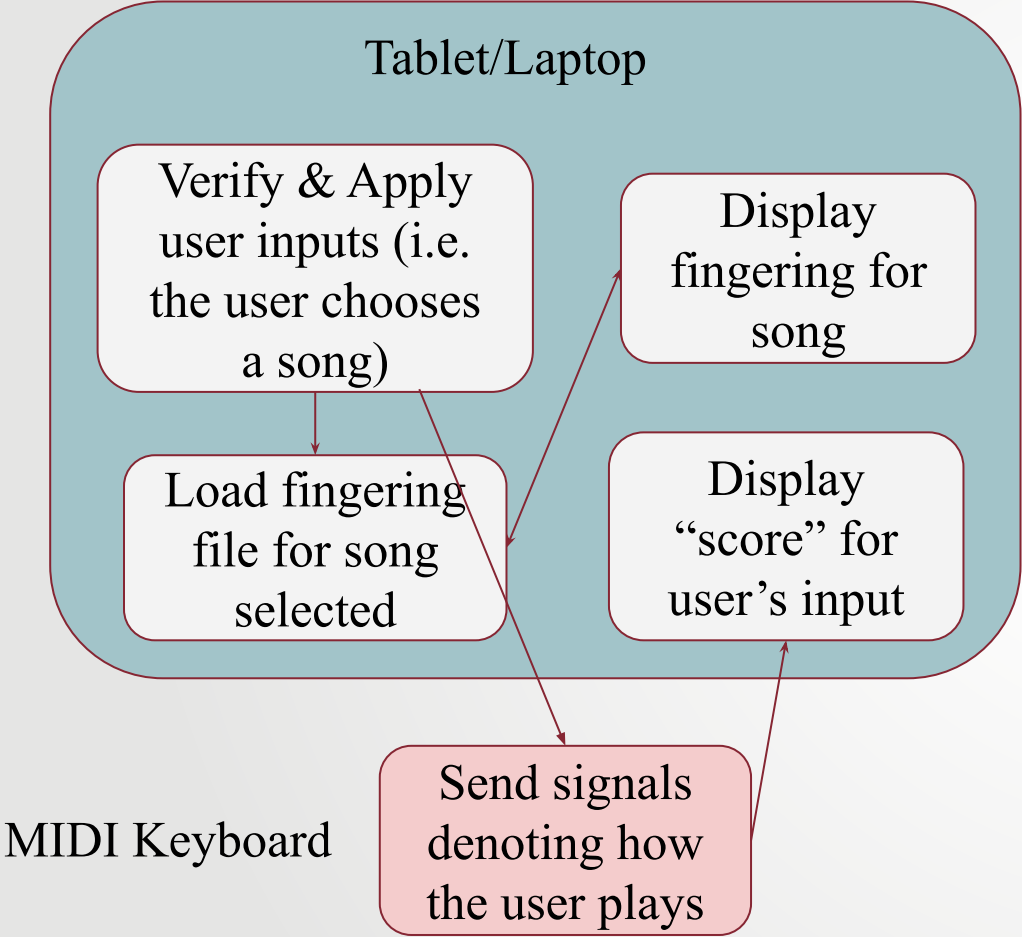 Tablet/Laptop
Verify & Apply
user inputs (i.e.
the user chooses
a song)
Display
fingering for
song
Load fingering
file for song
selected
Display
“score” for
user’s input
MIDI Keyboard
Send signals
denoting how
the user plays